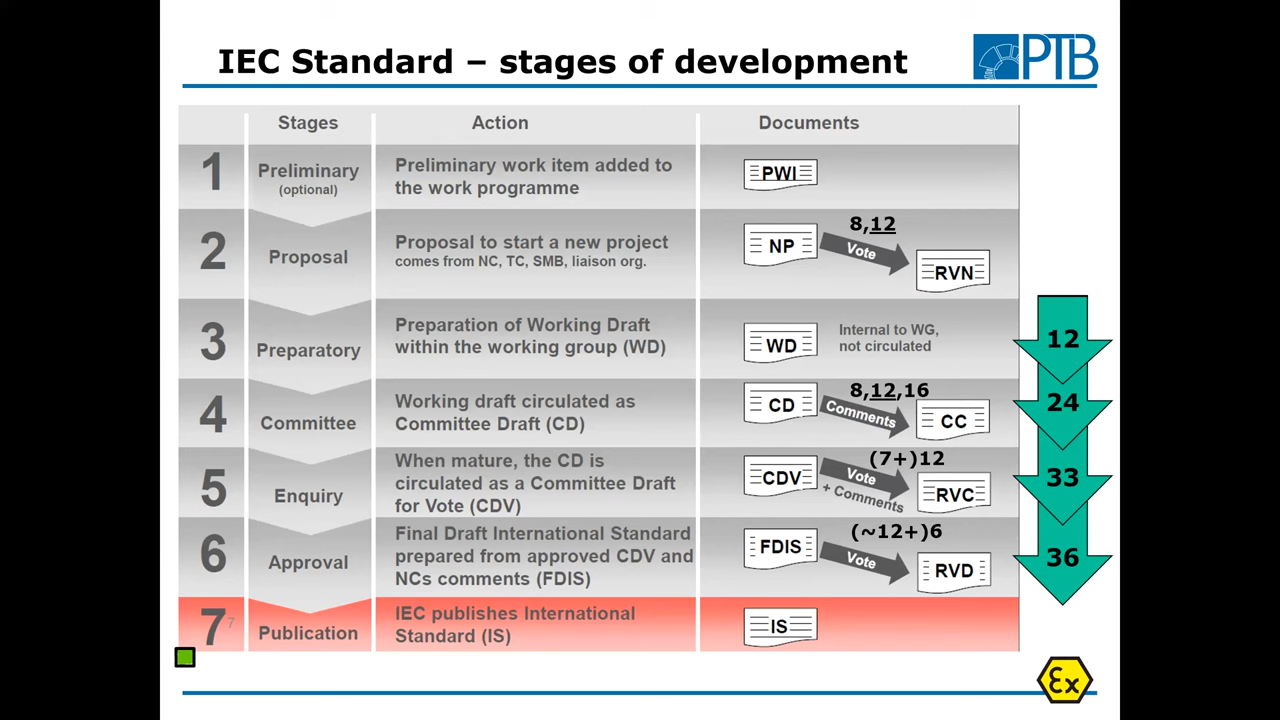 IEC Standard – stages of development
PTB
Stages
Action
Documents
1
Preliminary
(optional)
Preliminary work item added to
the work programme
PWI
2
Proposal
Proposal to start a new project
comes from NC, TC, SMB, liaison org.
NP
8,12
Vote
RVN
3
Preparatory
Preparation of Working Draft
within the working group (WD)
WD
Internal to WG,
not circulated
12
4
Committee
Working draft circulated as
Committee Draft (CD)
CD
8,12,16
Comments
CC
24
5
Enquiry
When mature, the CD is
circulated as a Committee Draft
for Vote (CDV)
CDV
(7+)12
Vote
+ Comments
RVC
33
6
Approval
Final Draft International Standard
prepared from approved CDV and
NCs comments (FDIS)
FDIS
(~12+)6
Vote
RVD
36
7
7
Publication
IEC publishes International
Standard (IS)
IS
Ex